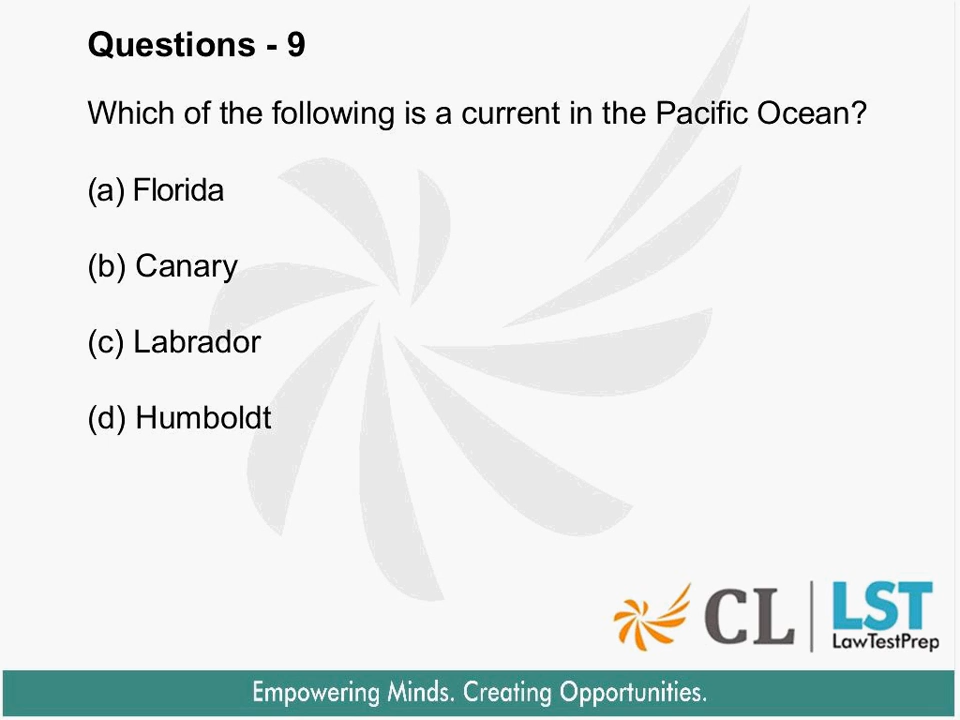 Questions - 9
Which of the following is a current in the Pacific Ocean?
(a) Florida
(b) Canary
(c) Labrador
(d) Humboldt
CL
LST
LawTestPrep
Empowering Minds. Creating Opportunities.